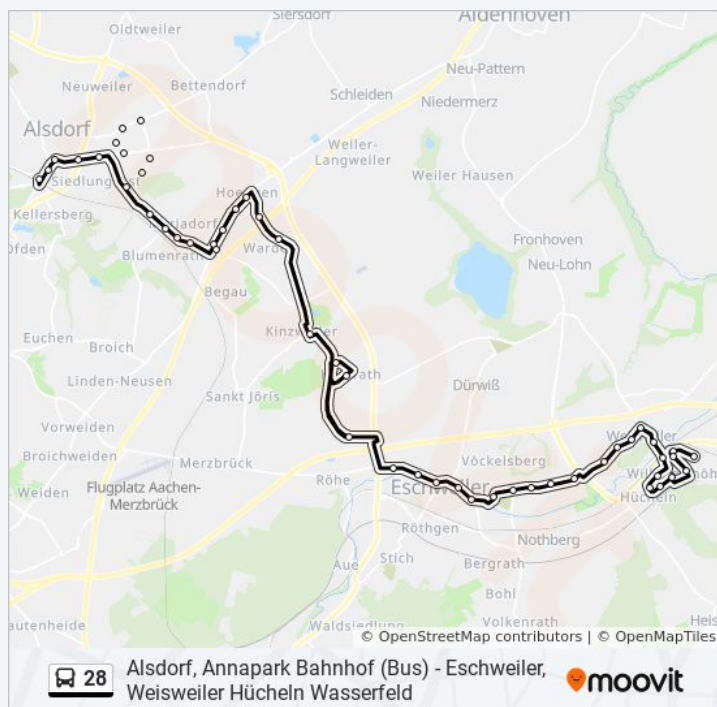 Siersdorf
Aldenhoven
Oidtweiler
Neu-Pattern
Neuweiler
Bettendorf
Schleiden
Niedermerz
Alsdorf
Weiler-
Langweiler
Weiler Hausen
Kellersberg
Ofden
Blumenrath
Fronhoven
Neu-Lohn
Begau
Euchen
Broich
Kinzweiler
Linden-Neusen
Dürwiß
Sankt Jöris
Vorweiden
Broichweiden
Merzbrück
Röhe
Vöckelsberg
Weiden
Flugplatz Aachen-
Merzbrück
Eschweiler
Hücheln
Röthgen
Nothberg
Aue
Stich
Bergrath
Bohl
Volkenrath
Waldsiedlung
© OpenStreetMap contributors | © OpenMapTiles
28
Alsdorf, Annapark Bahnhof (Bus) - Eschweiler,
Weisweiler Hücheln Wasserfeld
moovit